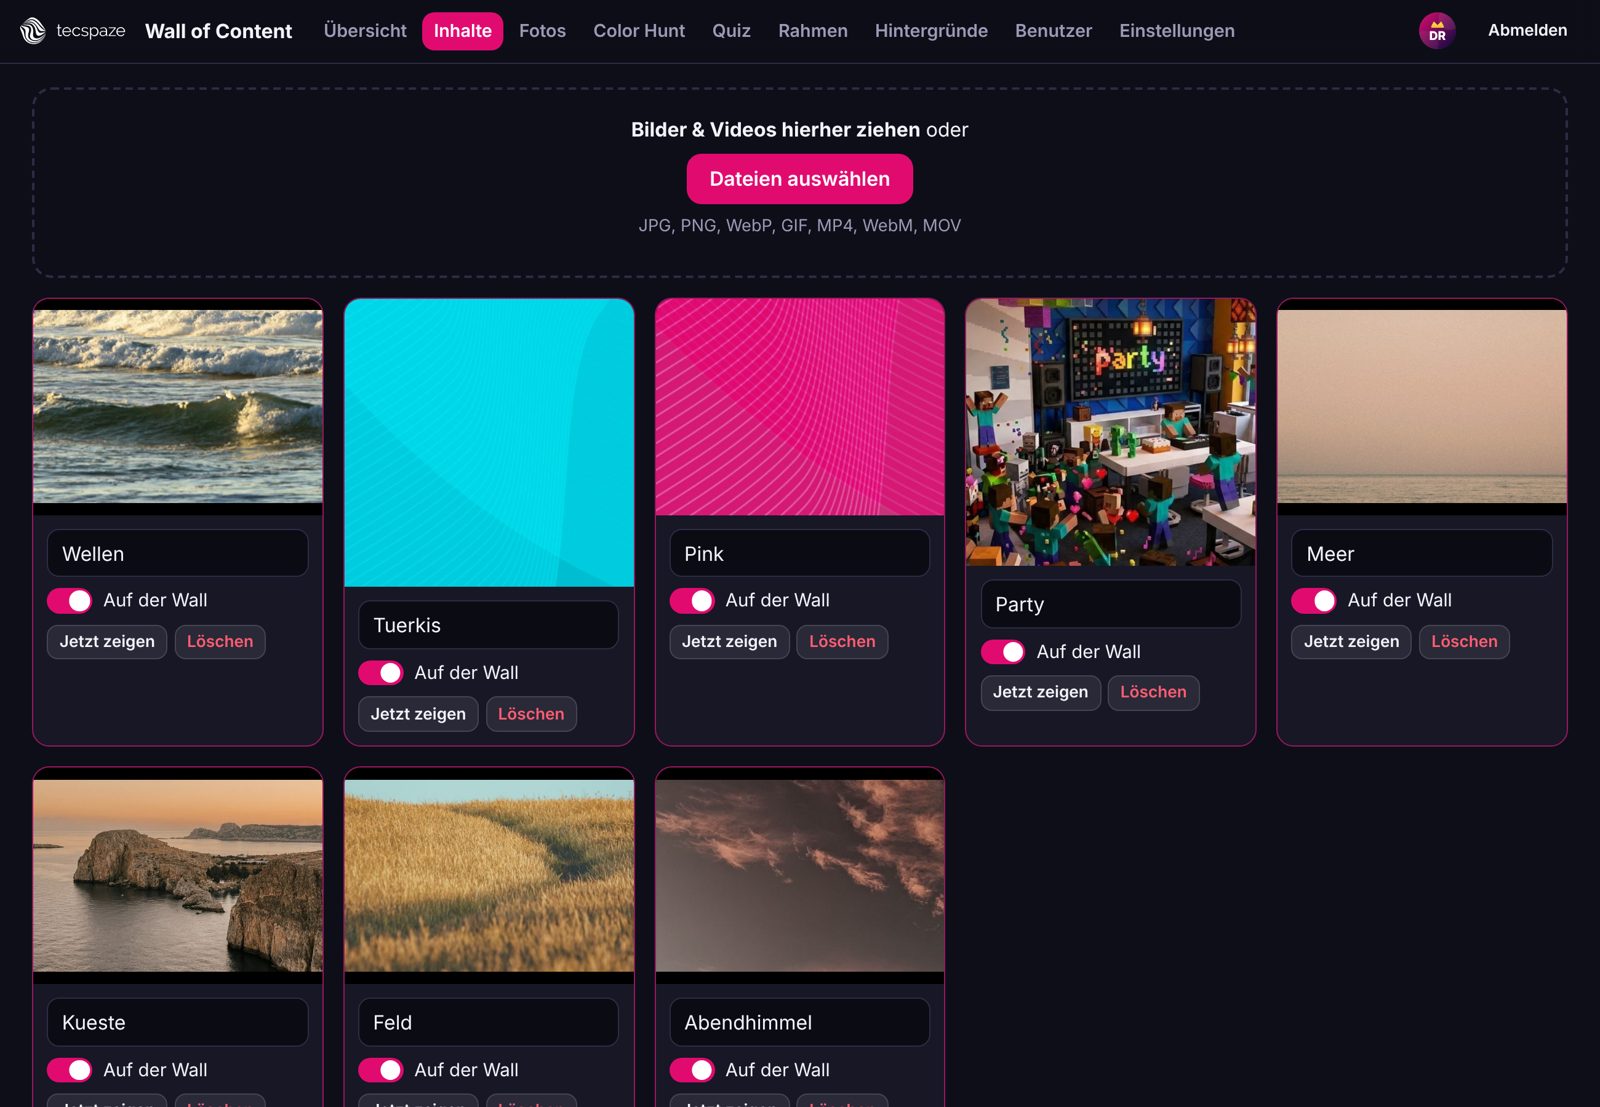 tecspaze Wall of Content Übersicht Inhalte Fotos Color Hunt Quiz Rahmen Hintergründe Benutzer Einstellungen DR Abmelden
Bilder & Videos hierher ziehen oder
Dateien auswählen
JPG, PNG, WebP, GIF, MP4, WebM, MOV
Wellen
Auf der Wall
Jetzt zeigen Löschen
Tuerkis
Auf der Wall
Jetzt zeigen Löschen
Pink
Auf der Wall
Jetzt zeigen Löschen
party
Party
Auf der Wall
Jetzt zeigen Löschen
Meer
Auf der Wall
Jetzt zeigen Löschen
Kueste
Auf der Wall
Feld
Auf der Wall
Abendhimmel
Auf der Wall